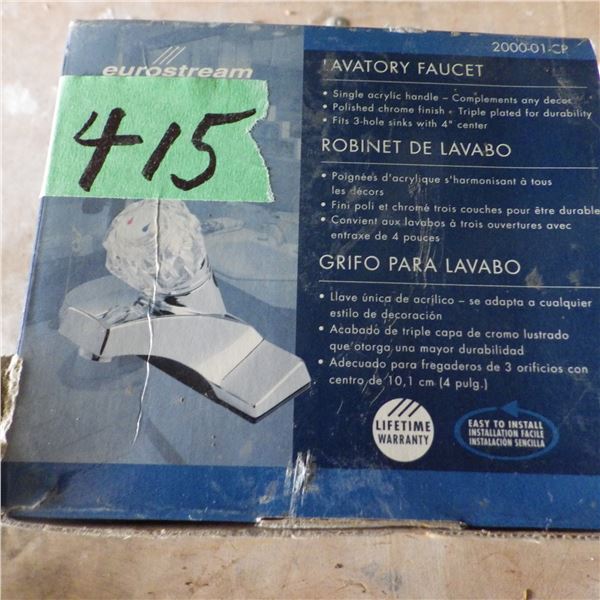 2000-01-CP
eurostream
415
LAVATORY FAUCET
• Single acrylic handle – Complements any decor
• Polished chrome finish - Triple plated for durability
• Fits 3-hole sinks with 4" center
ROBINET DE LAVABO
• Poignées d'acrylique s'harmonisant à tous
les décors
• Fini poli et chromé trois couches pour être durable
• Convient aux lavabos à trois ouvertures avec
entraxe de 4 pouces
GRIFO PARA LAVABO
• Llave única de acrílico – se adapta a cualquier
estilo de decoración
• Acabado de triple capa de cromo lustrado
que otorga una mayor durabilidad
• Adecuado para fregaderos de 3 orificios con
centro de 10,1 cm (4 pulg.)
LIFETIME
WARRANTY
EASY TO INSTALL
INSTALLATION FACILE
INSTALACIÓN SENCILLA